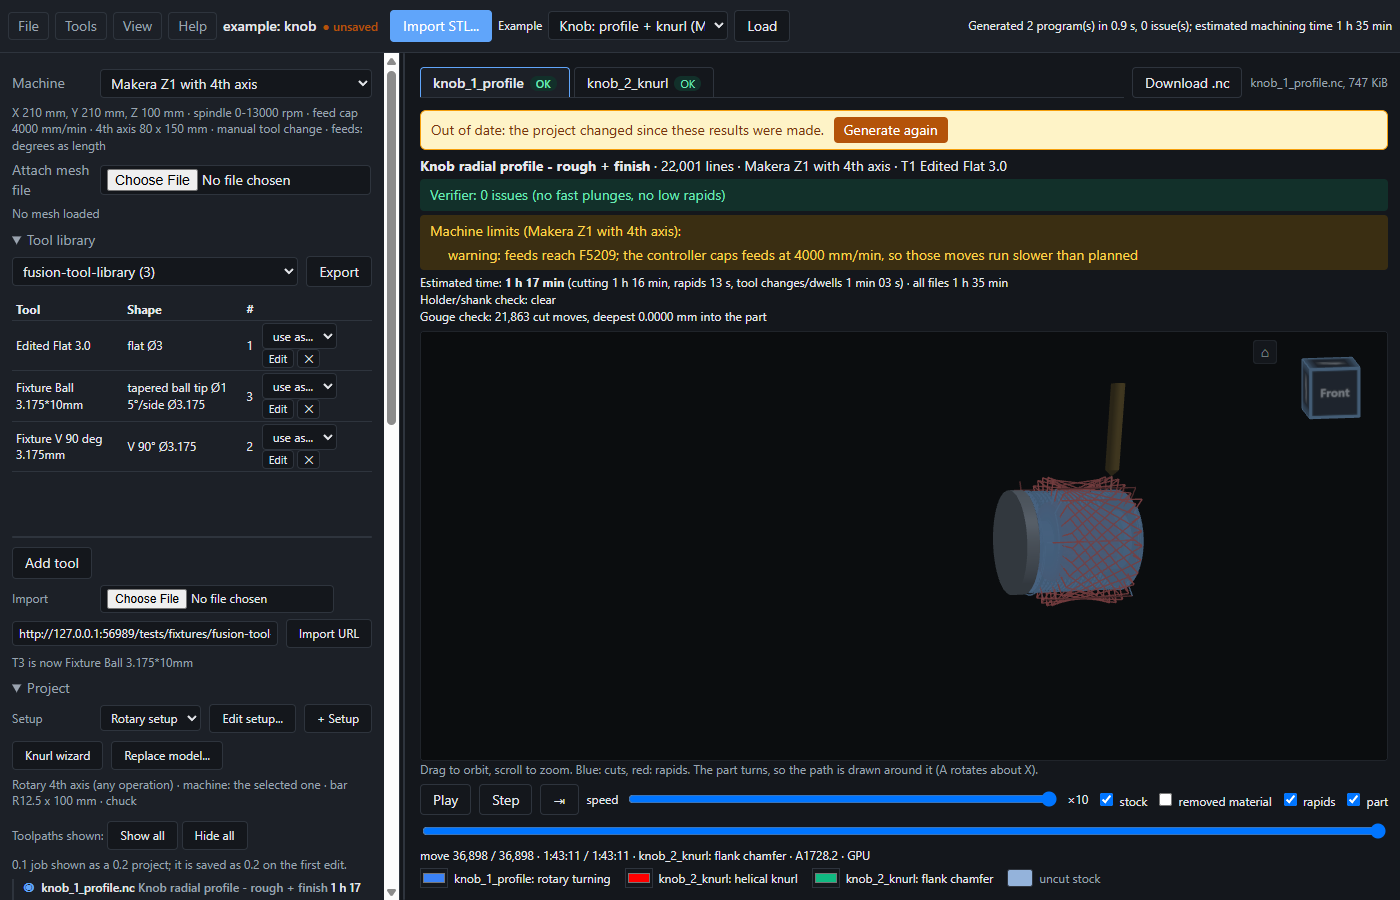 File
Tools
View
Help
example: knob
● unsaved
Import STL...
Example
Knob: profile + knurl (M
Load
Generated 2 program(s) in 0.9 s, 0 issue(s); estimated machining time 1 h 35 min
Machine
Makera Z1 with 4th axis
X 210 mm, Y 210 mm, Z 100 mm · spindle 0-13000 rpm · feed cap
4000 mm/min · 4th axis 80 x 150 mm · manual tool change · feeds:
degrees as length
Attach mesh
file
Choose File No file chosen
No mesh loaded
▼ Tool library
fusion-tool-library (3)
Export
Tool Shape #
Edited Flat 3.0 flat Ø3 1 use as...
Edit ×
Fixture Ball
3.175*10mm
tapered ball tip Ø1
5°/side Ø3.175
3
use as...
Edit ×
Fixture V 90 deg
3.175mm
V 90° Ø3.175
2
use as...
Edit ×
Add tool
Import
Choose File No file chosen
http://127.0.0.1:56989/tests/fixtures/fusion-tool-
Import URL
T3 is now Fixture Ball 3.175*10mm
▼ Project
Setup
Rotary setup
Edit setup...
+ Setup
Knurl wizard
Replace model...
Rotary 4th axis (any operation) · machine: the selected one · bar
R12.5 x 100 mm · chuck
Toolpaths shown:
Show all
Hide all
0.1 job shown as a 0.2 project; it is saved as 0.2 on the first edit.
knob_1_profile.nc Knob radial profile - rough + finish 1 h 17
knob_1_profile OK
knob_2_knurl OK
Download .nc
knob_1_profile.nc, 747 KiB
Out of date: the project changed since these results were made.
Generate again
Knob radial profile - rough + finish · 22,001 lines · Makera Z1 with 4th axis · T1 Edited Flat 3.0
Verifier: 0 issues (no fast plunges, no low rapids)
Machine limits (Makera Z1 with 4th axis):
warning: feeds reach F5209; the controller caps feeds at 4000 mm/min, so those moves run slower than planned
Estimated time: 1 h 17 min (cutting 1 h 16 min, rapids 13 s, tool changes/dwells 1 min 03 s) · all files 1 h 35 min
Holder/shank check: clear
Gouge check: 21,863 cut moves, deepest 0.0000 mm into the part
Front
Drag to orbit, scroll to zoom. Blue: cuts, red: rapids. The part turns, so the path is drawn around it (A rotates about X).
Play
Step
⇥
speed
×10
stock
removed material
rapids
part
move 36,898 / 36,898 · 1:43:11 / 1:43:11 · knob_2_knurl: flank chamfer · A1728.2 · GPU
knob_1_profile: rotary turning
knob_2_knurl: helical knurl
knob_2_knurl: flank chamfer
uncut stock